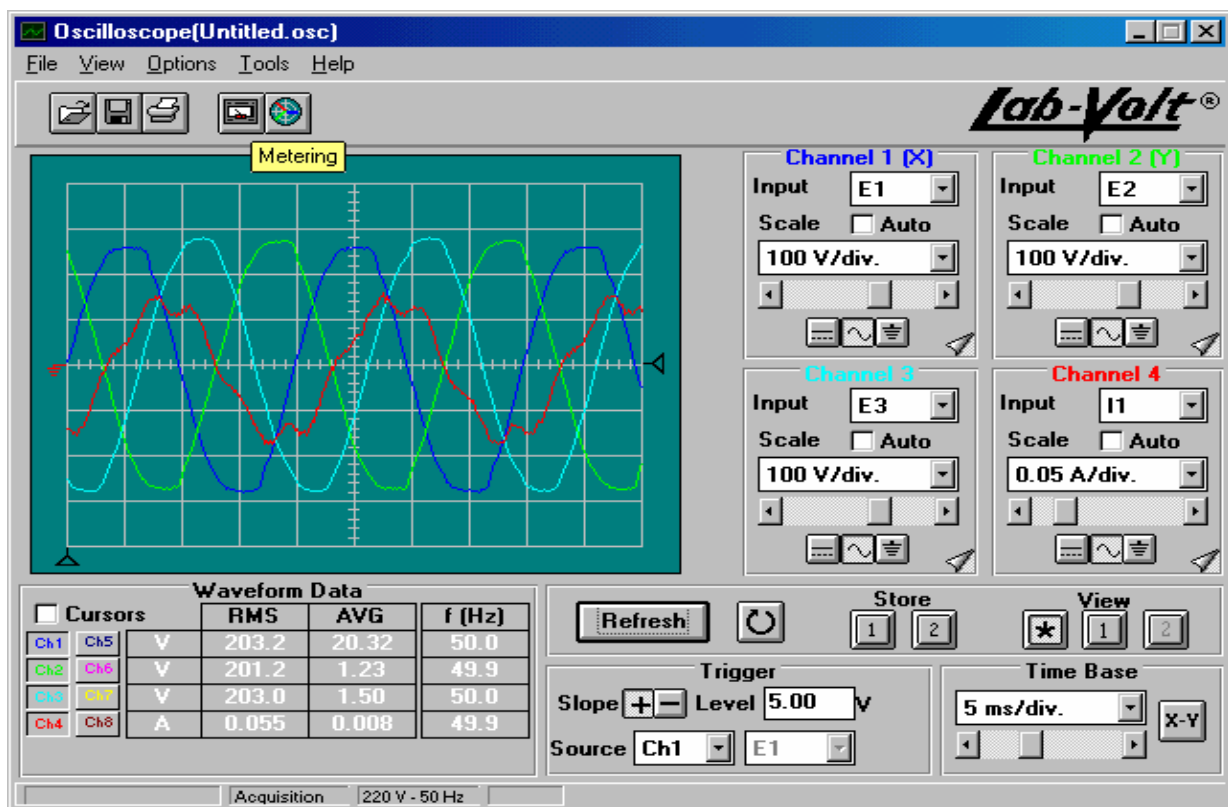 Oscilloscope(Untitled.osc)
File View Options Tools Help
Lab-Volt®
Metering
Channel 1 (X)
Input E1
Scale Auto
100 V/div.
Channel 2 (Y)
Input E2
Scale Auto
100 V/div.
Channel 3
Input E3
Scale Auto
100 V/div.
Channel 4
Input I1
Scale Auto
0.05 A/div.
Waveform Data
Cursors RMS AVG f (Hz)
Ch1 Ch5 V 203.2 20.32 50.0
Ch2 Ch6 V 201.2 1.23 49.9
Ch3 Ch7 V 203.0 1.50 50.0
Ch4 Ch8 A 0.055 0.008 49.9
Refresh
Store
1 2
View
* 1 2
Trigger
Slope + - Level 5.00 V
Source Ch1 E1
Time Base
5 ms/div.
X-Y
Acquisition 220 V - 50 Hz